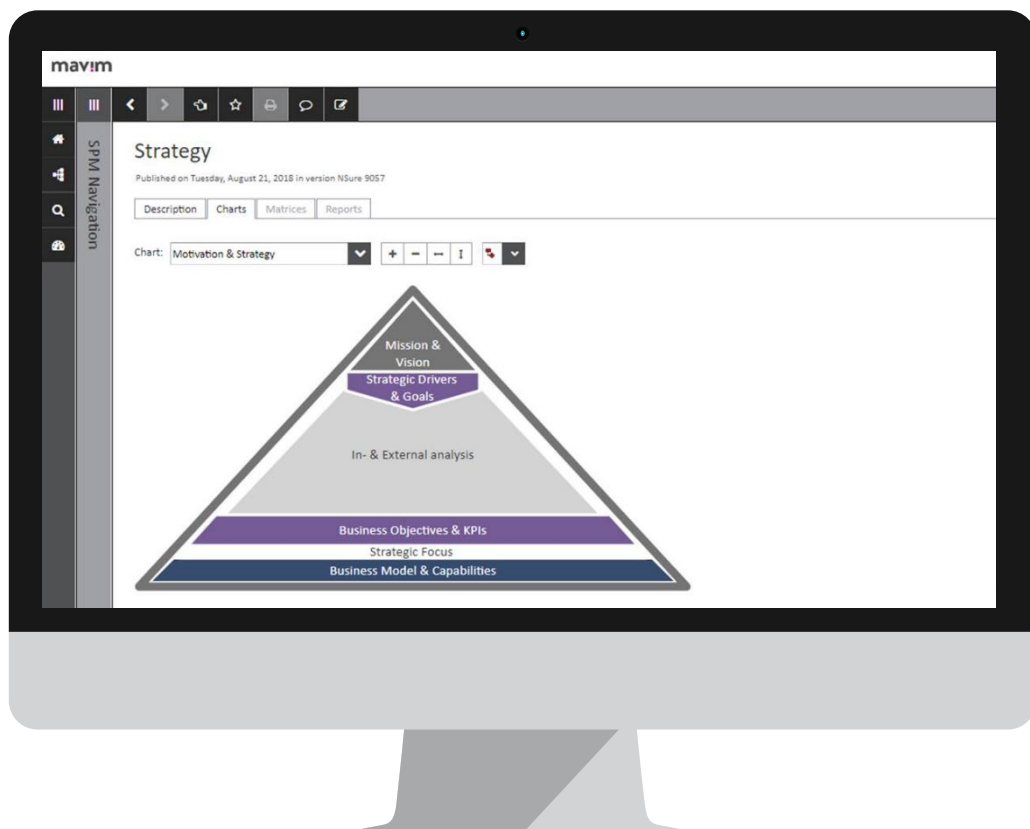 mavim
SPM Navigation
Strategy
Published on Tuesday, August 21, 2018 in version NSure 9057
Description Charts Matrices Reports
Chart: Motivation & Strategy
Mission &
Vision
Strategic Drivers
& Goals
In- & External analysis
Business Objectives & KPIs
Strategic Focus
Business Model & Capabilities